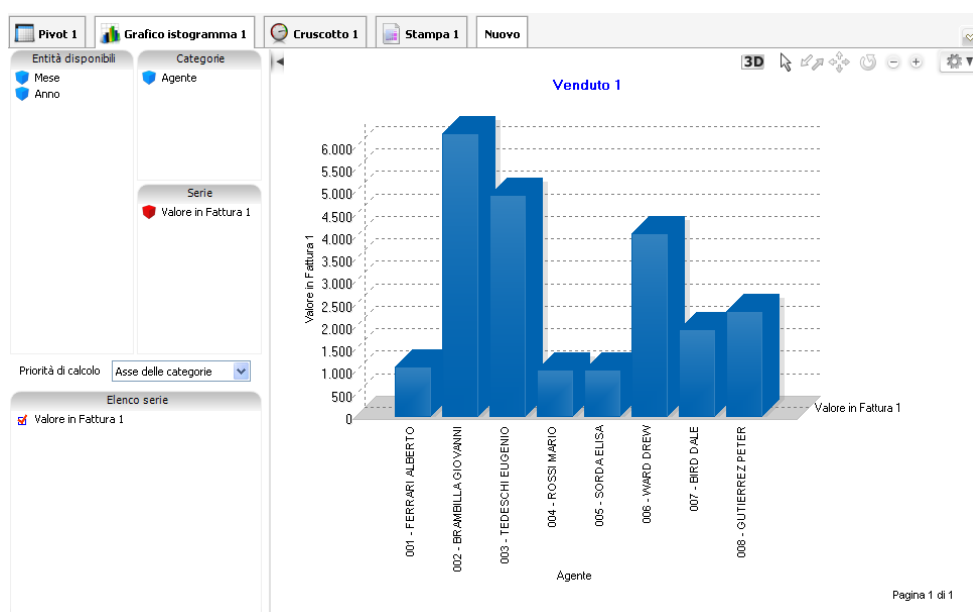 Pivot 1
Grafico istogramma 1
Cruscotto 1
Stampa 1
Nuovo
Entità disponibili
Mese
Anno
Categorie
Agente
Serie
Valore in Fattura 1
Priorità di calcolo
Asse delle categorie
Elenco serie
Valore in Fattura 1
3D
Venduto 1
Valore in Fattura 1
6.000
5.500
5.000
4.500
4.000
3.500
3.000
2.500
2.000
1.500
1.000
500
0
Valore in Fattura 1
001 - FERRARI ALBERTO
002 - BRAMBILLA GIOVANNI
003 - TEDESCHI EUGENIO
004 - ROSSI MARIO
005 - SORDA ELISA
006 - WARD DREW
007 - BIRD DALE
008 - GUTIERREZ PETER
Agente
Pagina 1 di 1